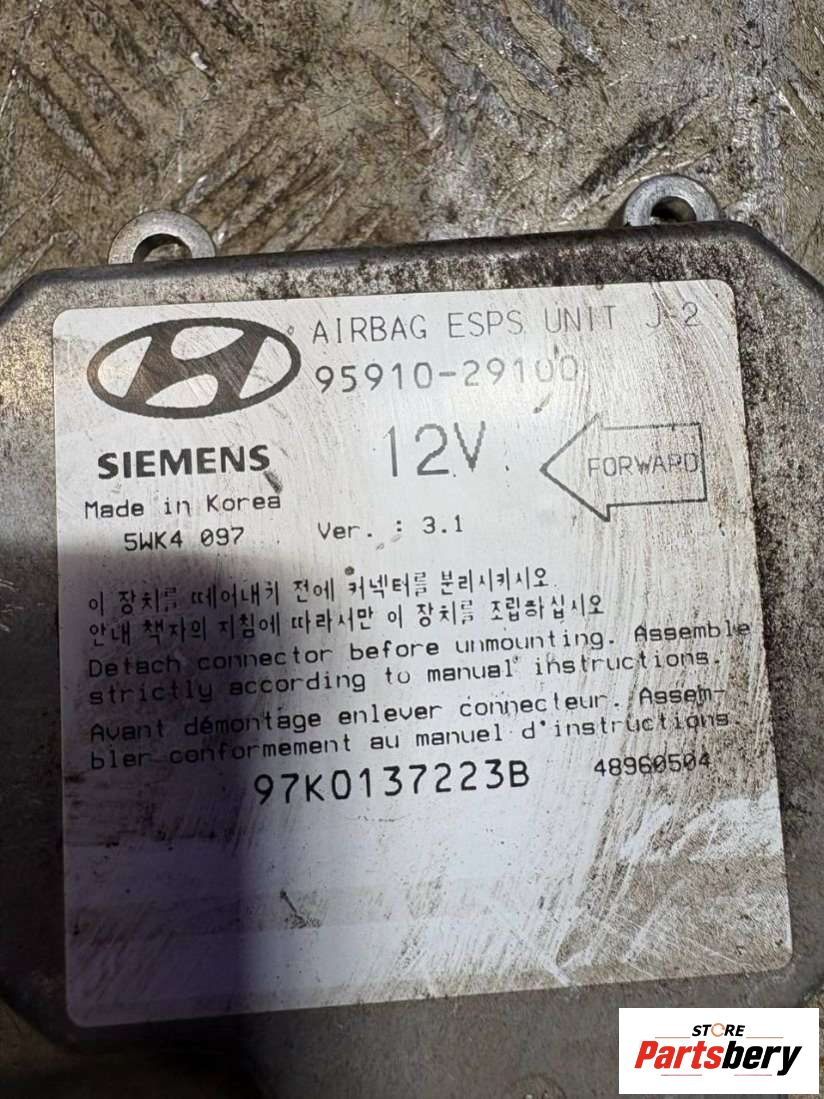 AIRBAG ESPS UNIT J-2
95910-29100
SIEMENS
12V
FORWARD
Made in Korea
5WK4 097
Ver. : 3.1
이 장치를 떼어내기 전에 커넥터를 분리시키시오
안내 책자의 지침에 따라서만 이 장치를 조립하십시오
Detach connector before unmounting. Assemble
strictly according to manual instructions.
Avant démontage enlever connecteur. Assem-
bler conformement au manuel d'instructions.
97K0137223B
48960504
STORE
Partsbery